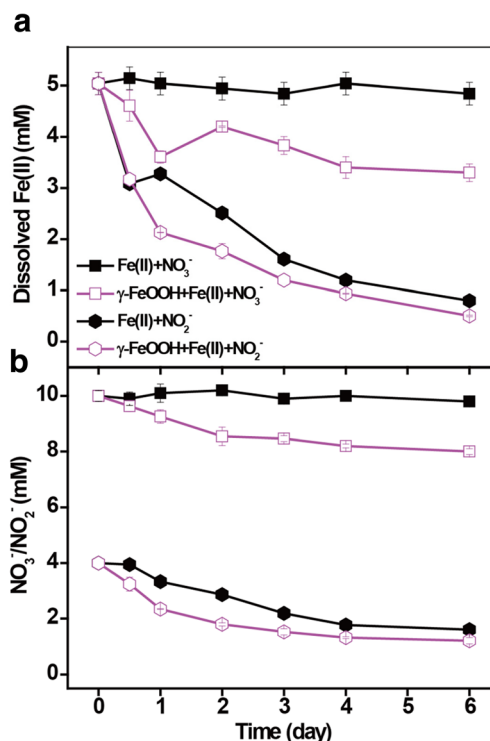 a
Dissolved Fe(II) (mM)
6
5
4
3
2
1
0
Fe(II)+NO₃⁻
γ-FeOOH+Fe(II)+NO₃⁻
Fe(II)+NO₂⁻
γ-FeOOH+Fe(II)+NO₂⁻
b
NO₃⁻/NO₂⁻ (mM)
10
8
6
4
2
0
0 1 2 3 4 5 6
Time (day)